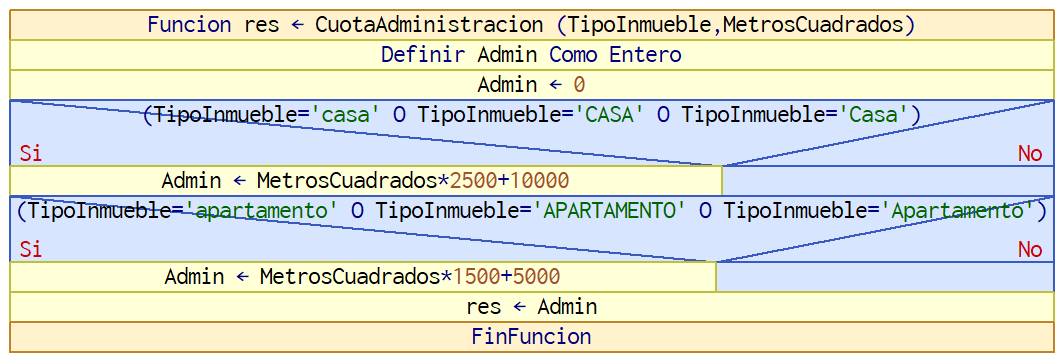 Funcion res ← CuotaAdministracion (TipoInmueble,MetrosCuadrados)
Definir Admin Como Entero
Admin ← 0
(TipoInmueble='casa' O TipoInmueble='CASA' O TipoInmueble='Casa')
Si No
Admin ← MetrosCuadrados*2500+10000
(TipoInmueble='apartamento' O TipoInmueble='APARTAMENTO' O TipoInmueble='Apartamento')
Si No
Admin ← MetrosCuadrados*1500+5000
res ← Admin
FinFuncion